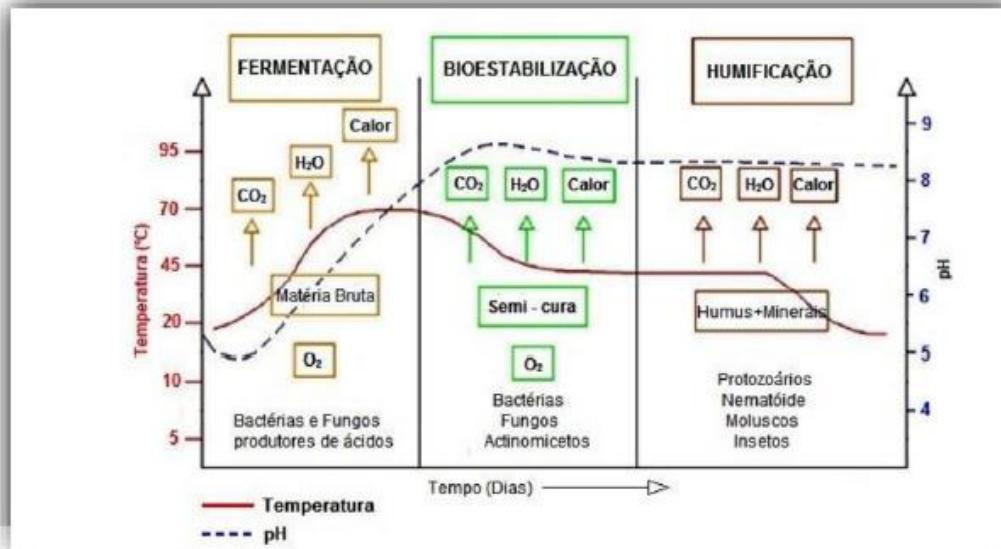 FERMENTAÇÃO
BIOESTABILIZAÇÃO
HUMIFICAÇÃO
Calor
H₂O
CO₂
CO₂
H₂O
Calor
CO₂
H₂O
Calor
95
70
45
20
10
5
Temperatura (ºC)
9
8
7
6
5
4
pH
Matéria Bruta
Semi - cura
Humus+Minerais
O₂
O₂
Bactérias e Fungos
produtores de ácidos
Bactérias
Fungos
Actinomicetos
Protozoários
Nematóide
Moluscos
Insetos
Tempo (Dias)
Temperatura
pH